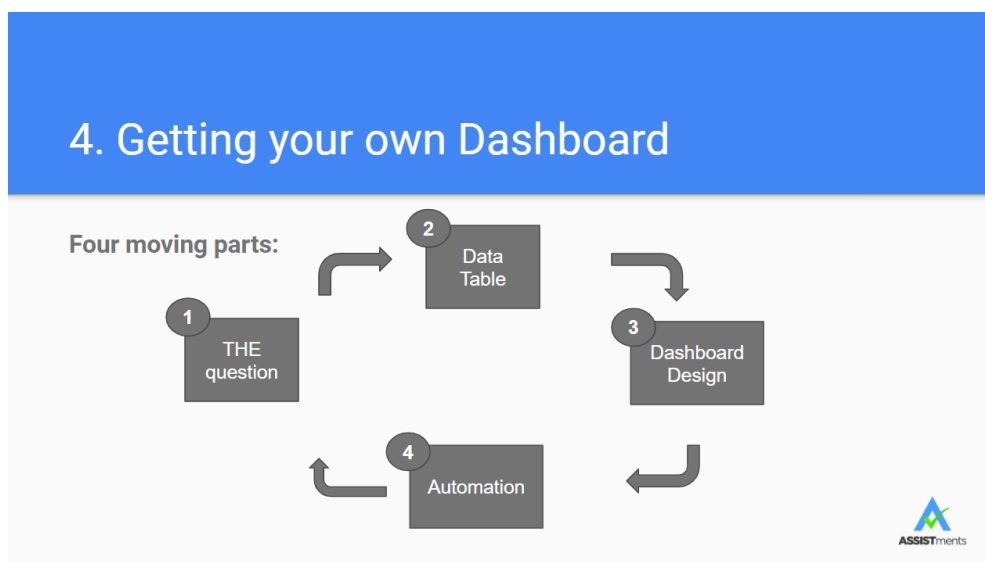 4. Getting your own Dashboard
Four moving parts:
1
THE
question
2
Data
Table
3
Dashboard
Design
4
Automation
ASSISTments